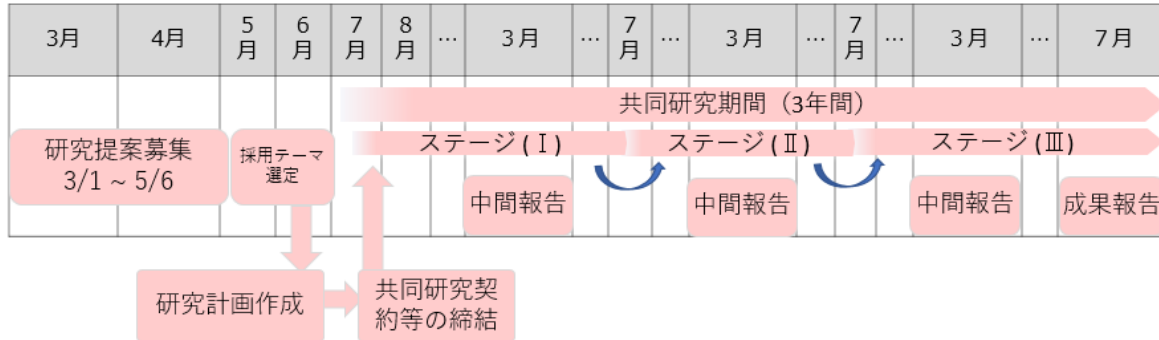 3月 4月 5月 6月 7月 8月 … 3月 … 7月 … 3月 … 7月 … 3月 … 7月
共同研究期間（3年間）
研究提案募集
3/1 ~ 5/6
採用テーマ
選定
ステージ(Ⅰ) ステージ(Ⅱ) ステージ(Ⅲ)
中間報告 中間報告 中間報告 成果報告
研究計画作成
共同研究契
約等の締結